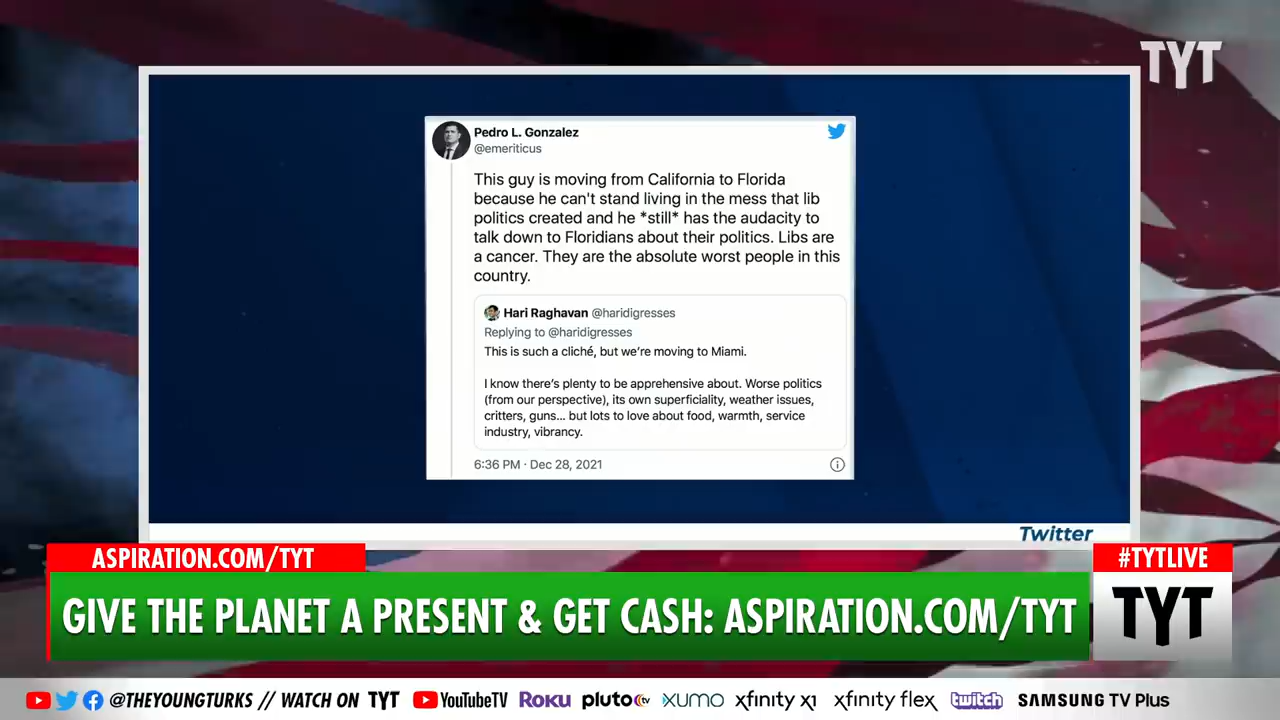 TYT
Pedro L. Gonzalez
@emeriticus
This guy is moving from California to Florida
because he can't stand living in the mess that lib
politics created and he *still* has the audacity to
talk down to Floridians about their politics. Libs are
a cancer. They are the absolute worst people in this
country.
Hari Raghavan @haridigresses
Replying to @haridigresses
This is such a cliché, but we're moving to Miami.
I know there's plenty to be apprehensive about. Worse politics
(from our perspective), its own superficiality, weather issues,
critters, guns... but lots to love about food, warmth, service
industry, vibrancy.
6:36 PM · Dec 28, 2021
Twitter
ASPIRATION.COM/TYT
#TYTLIVE
GIVE THE PLANET A PRESENT & GET CASH: ASPIRATION.COM/TYT
TYT
@THEYOUNGTURKS // WATCH ON TYT YouTubeTV ROKU pluto tv XUMO xfinity x1 xfinity flex twitch SAMSUNG TV Plus